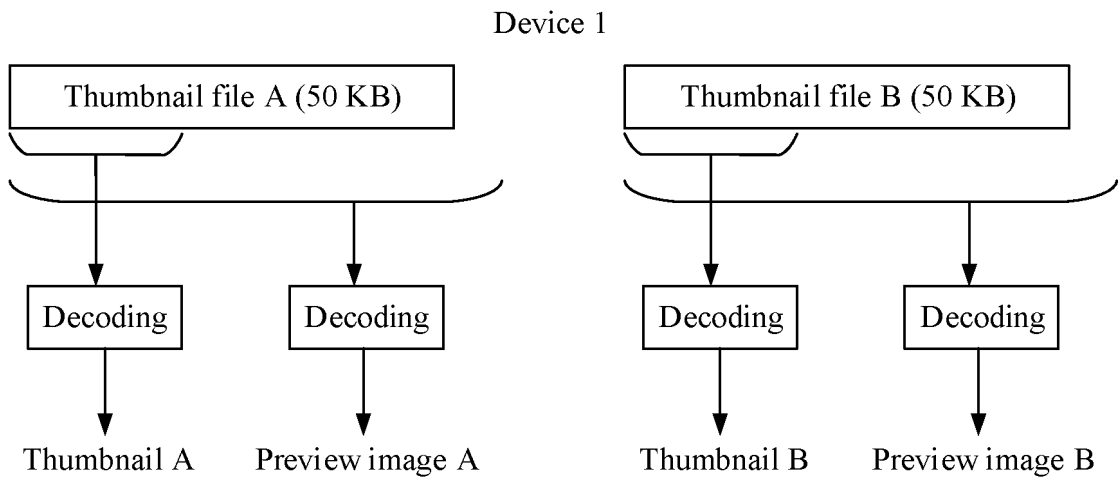 Device 1
Thumbnail file A (50 KB)
Thumbnail file B (50 KB)
Decoding
Decoding
Decoding
Decoding
Thumbnail A
Preview image A
Thumbnail B
Preview image B